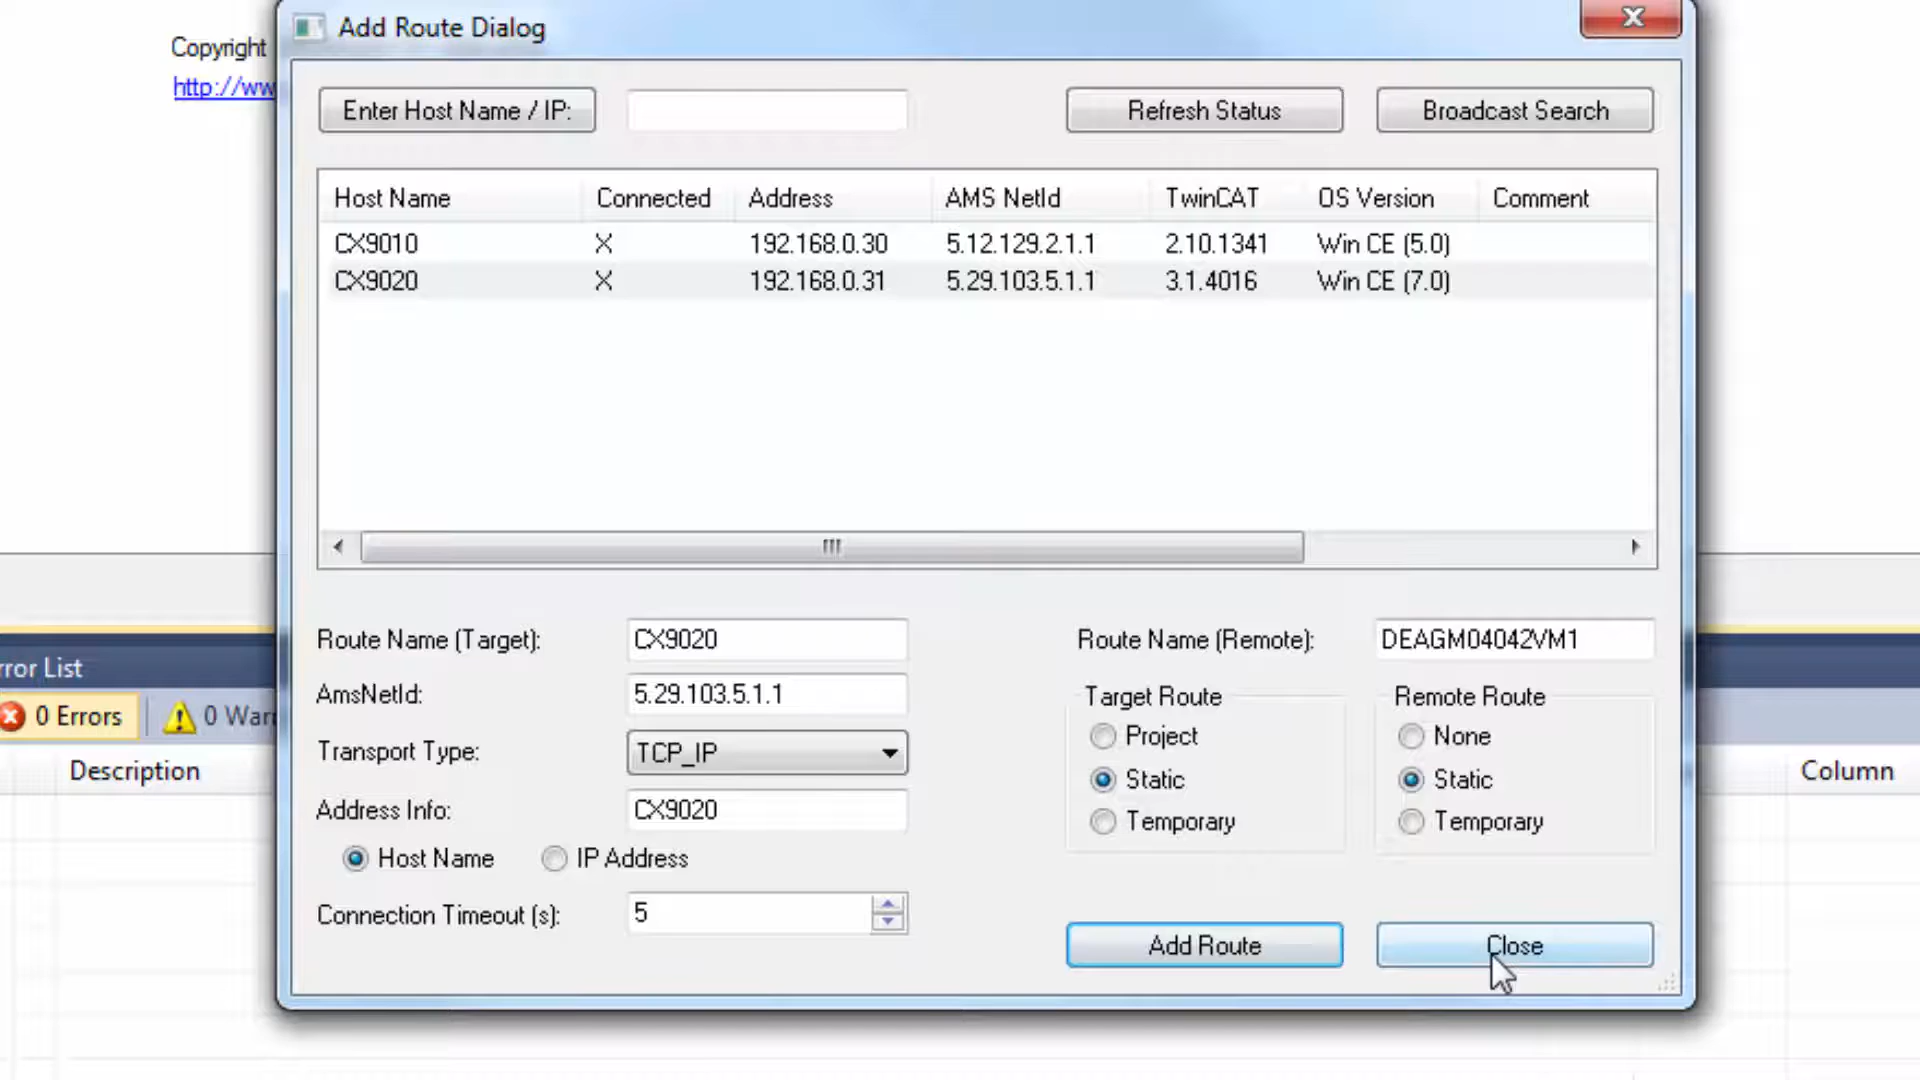 Copyright
http://ww
Add Route Dialog
Enter Host Name / IP:
Refresh Status
Broadcast Search
Host Name Connected Address AMS NetId TwinCAT OS Version Comment
CX9010 X 192.168.0.30 5.12.129.2.1.1 2.10.1341 Win CE (5.0)
CX9020 X 192.168.0.31 5.29.103.5.1.1 3.1.4016 Win CE (7.0)
Route Name (Target): CX9020
AmsNetId: 5.29.103.5.1.1
Transport Type: TCP_IP
Address Info: CX9020
Host Name IP Address
Connection Timeout (s): 5
Route Name (Remote): DEAGM04042VM1
Target Route
Project
Static
Temporary
Remote Route
None
Static
Temporary
Add Route
Close
rror List
0 Errors
0 War
Description
Column